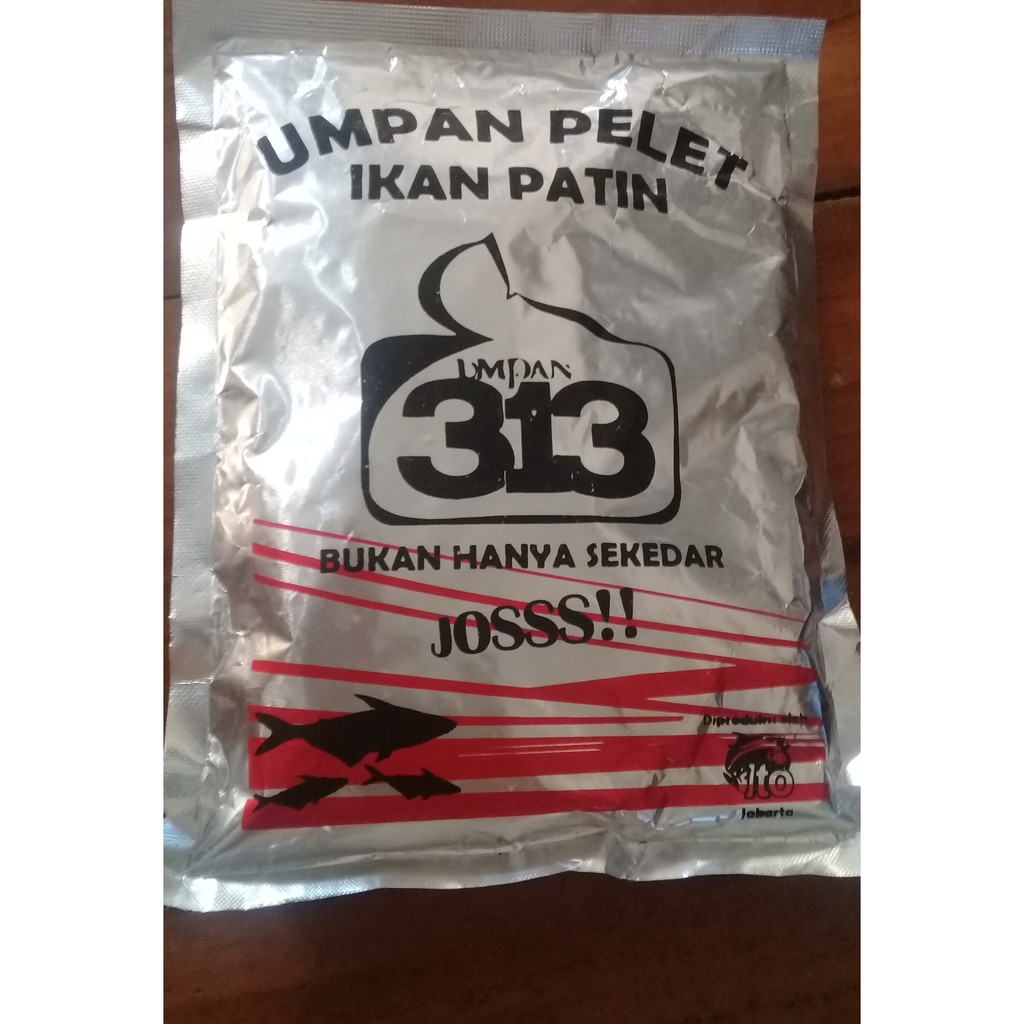 UMPAN PELET
IKAN PATIN
UMPAN
313
BUKAN HANYA SEKEDAR
JOSSS!!
Diproduksi oleh
Ito
Jakarta